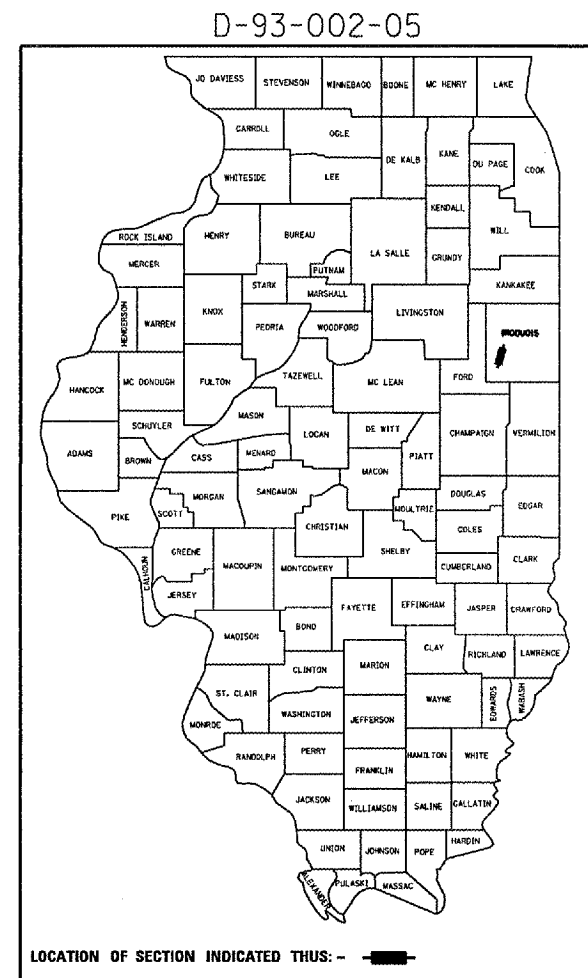 D-93-002-05
JO DAVIESS STEVENSON WINNEBAGO BOONE MC HENRY LAKE
CARROLL OGLE
DE KALB KANE DU PAGE COOK
WHITESIDE LEE
KENDALL
WILL
ROCK ISLAND HENRY BUREAU
LA SALLE GRUNDY
MERCER
PUTNAM
KANKAKEE
STARK MARSHALL
HENDERSON WARREN KNOX
LIVINGSTON
PEORIA WOODFORD
IROQUOIS
HANCOCK MC DONOUGH FULTON
TAZEWELL MC LEAN FORD
MASON
SCHUYLER
LOGAN DE WITT
CHAMPAIGN VERMILION
ADAMS BROWN CASS MENARD
MACON PIATT
MORGAN SANGAMON
DOUGLAS
PIKE SCOTT
CHRISTIAN MOULTRIE
EDGAR
COLES
GREENE MACOUPIN MONTGOMERY
SHELBY
CUMBERLAND CLARK
CALHOUN
JERSEY
FAYETTE EFFINGHAM JASPER CRAWFORD
MADISON BOND
CLAY RICHLAND LAWRENCE
CLINTON MARION
ST. CLAIR
WAYNE EDWARDS WABASH
WASHINGTON JEFFERSON
MONROE
RANDOLPH PERRY
HAMILTON WHITE
FRANKLIN
JACKSON
WILLIAMSON SALINE GALLATIN
UNION JOHNSON POPE HARDIN
ALEXANDER PULASKI MASSAC
LOCATION OF SECTION INDICATED THUS: -